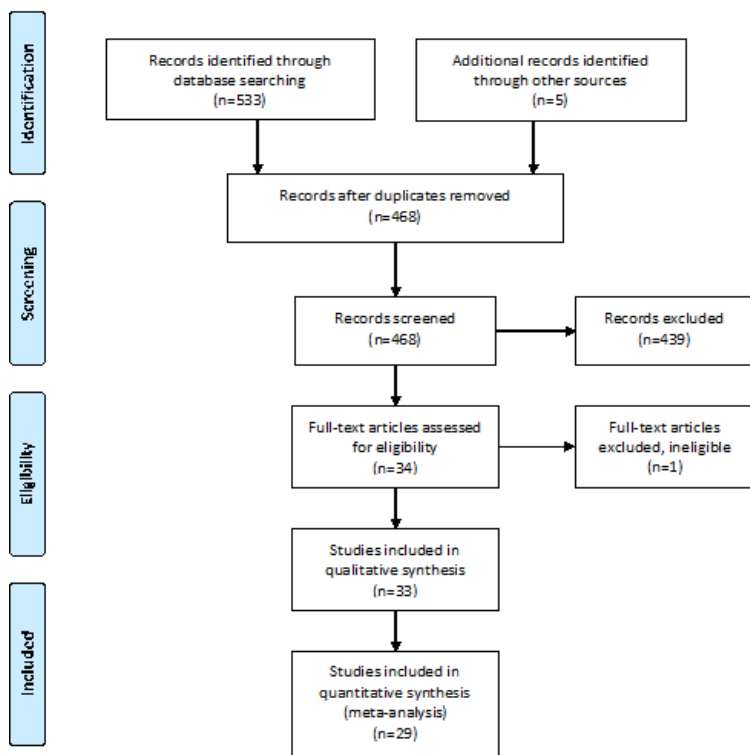 Identification
Records identified through
database searching
(n=533)
Additional records identified
through other sources
(n=5)
Records after duplicates removed
(n=468)
Screening
Records screened
(n=468)
Records excluded
(n=439)
Eligibility
Full-text articles assessed
for eligibility
(n=34)
Full-text articles
excluded, ineligible
(n=1)
Studies included in
qualitative synthesis
(n=33)
Included
Studies included in
quantitative synthesis
(meta-analysis)
(n=29)